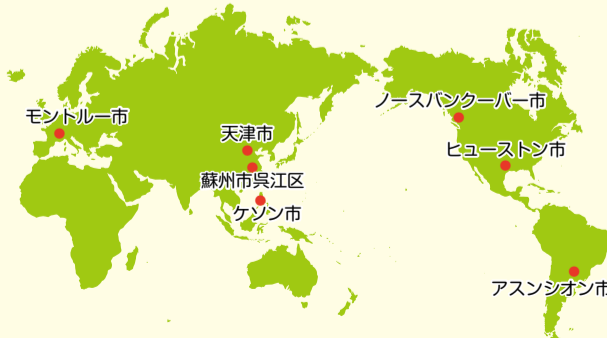 ノースバンクーバー市
モントルー市
天津市
ヒューストン市
蘇州市呉江区
ケソン市
アスンシオン市